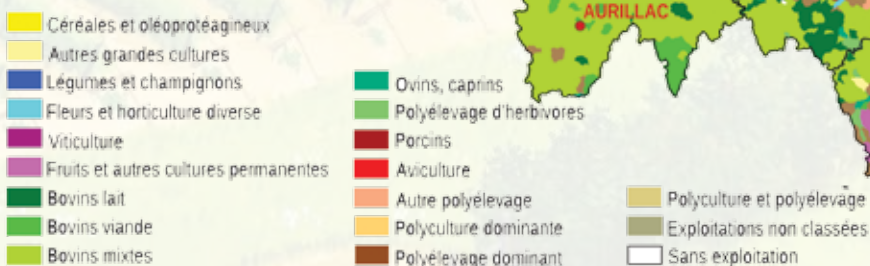 AURILLAC
Céréales et oléoprotéagineux
Autres grandes cultures
Légumes et champignons
Fleurs et horticulture diverse
Viticulture
Fruits et autres cultures permanentes
Bovins lait
Bovins viande
Bovins mixtes
Ovins, caprins
Polyélevage d'herbivores
Porcins
Aviculture
Autre polyélevage
Polyculture dominante
Polyélevage dominant
Polyculture et polyélevage
Exploitations non classées
Sans exploitation